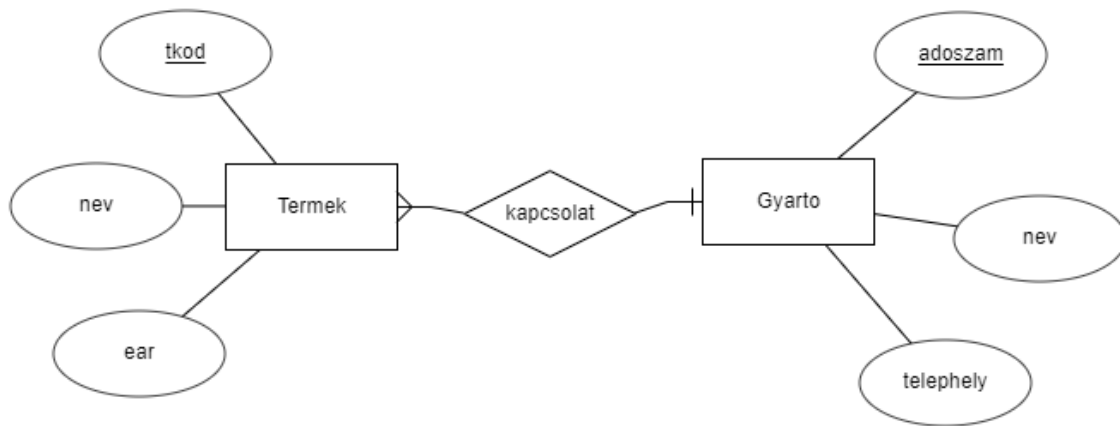 tkod
adoszam
nev
Termek
kapcsolat
Gyarto
nev
ear
telephely